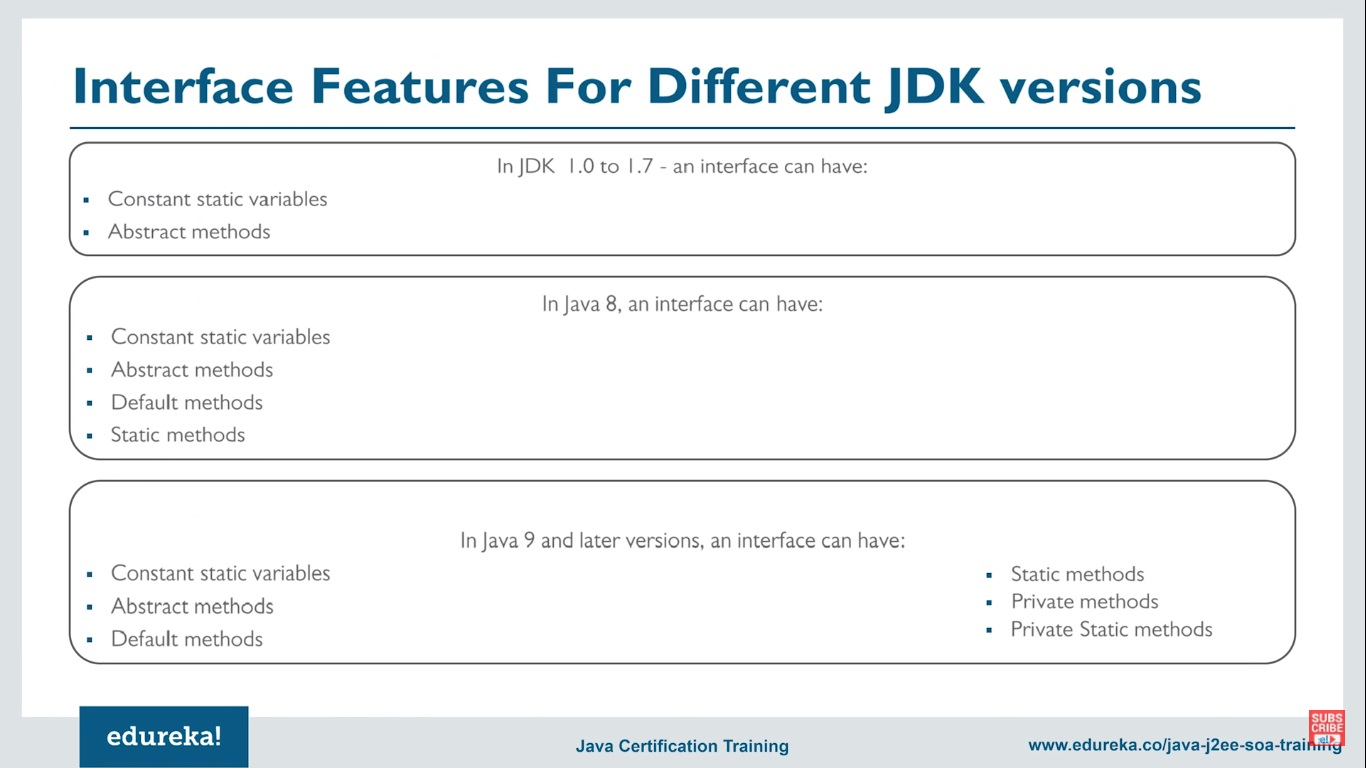 Interface Features For Different JDK versions
In JDK 1.0 to 1.7 - an interface can have:
▪ Constant static variables
▪ Abstract methods
In Java 8, an interface can have:
▪ Constant static variables
▪ Abstract methods
▪ Default methods
▪ Static methods
In Java 9 and later versions, an interface can have:
▪ Constant static variables
▪ Abstract methods
▪ Default methods
▪ Static methods
▪ Private methods
▪ Private Static methods
edureka!
Java Certification Training
www.edureka.co/java-j2ee-soa-training
SUBS
CRIBE